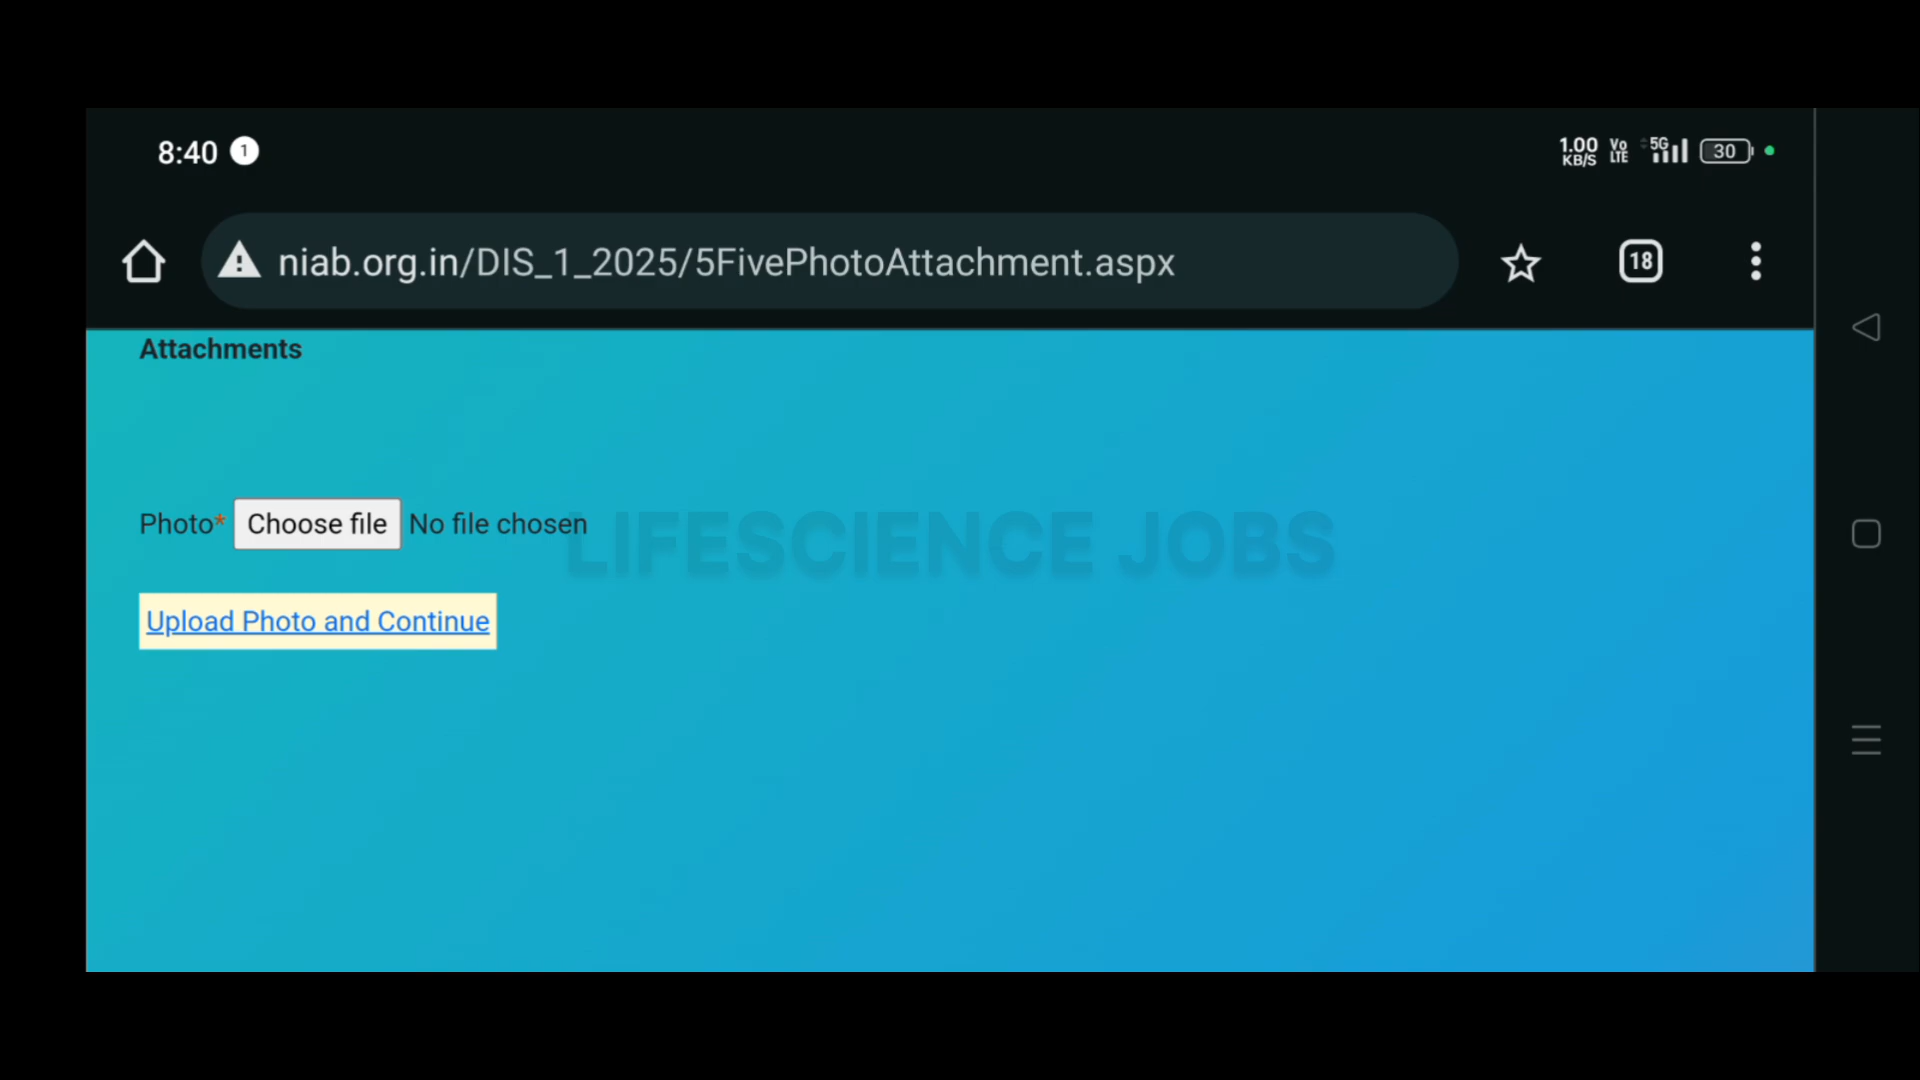 8:40 1
1.00 KB/S Vo LTE 5G 30
niab.org.in/DIS_1_2025/5FivePhotoAttachment.aspx
18
Attachments
Photo* Choose file No file chosen
LIFESCIENCE JOBS
Upload Photo and Continue